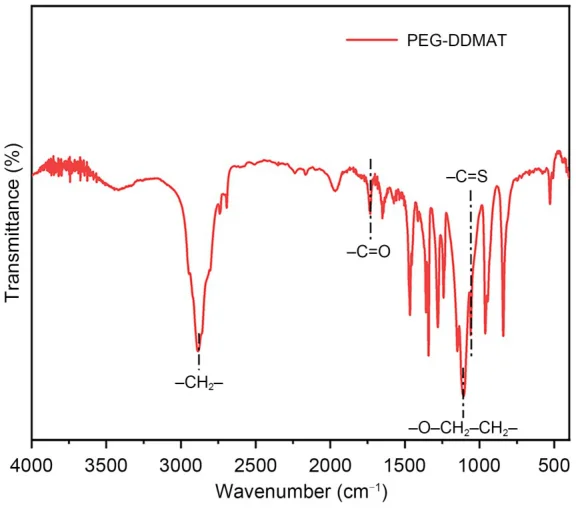 PEG-DDMAT
–C=S
–C=O
–CH₂–
–O–CH₂–CH₂–
Transmittance (%)
4000 3500 3000 2500 2000 1500 1000 500
Wavenumber (cm⁻¹)